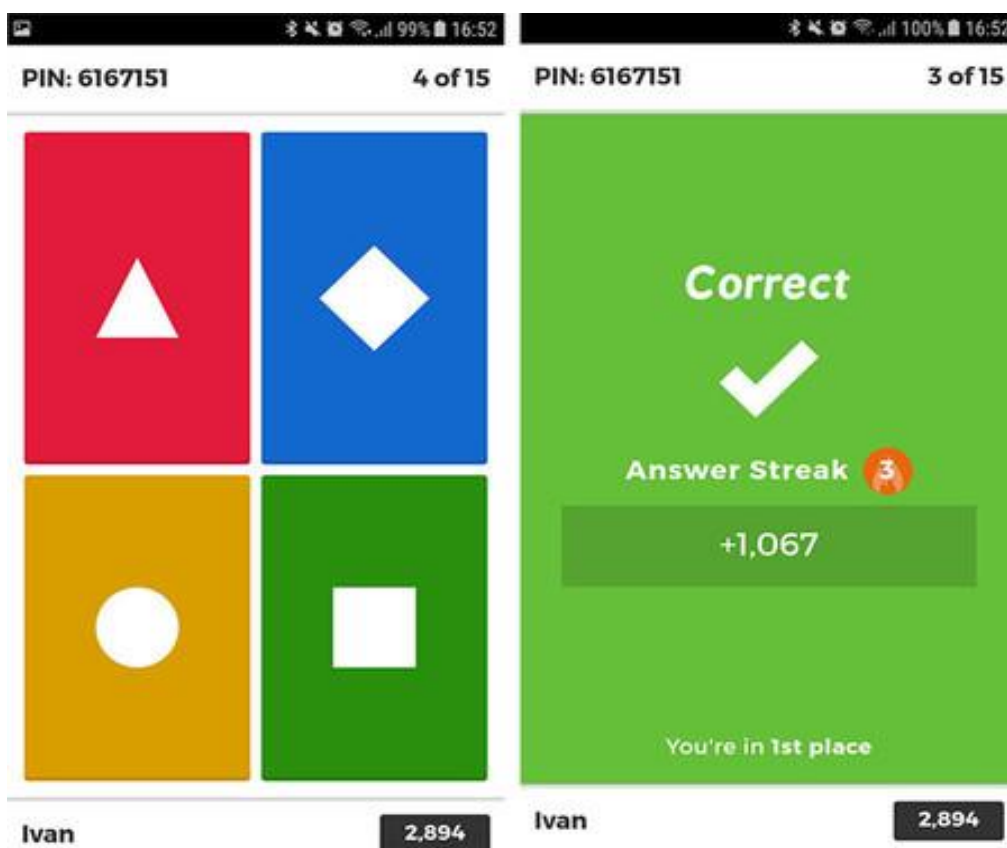 99% 16:52
PIN: 6167151 4 of 15
Ivan 2,894
100% 16:52
PIN: 6167151 3 of 15
Correct
Answer Streak 3
+1,067
You're in 1st place
Ivan 2,894